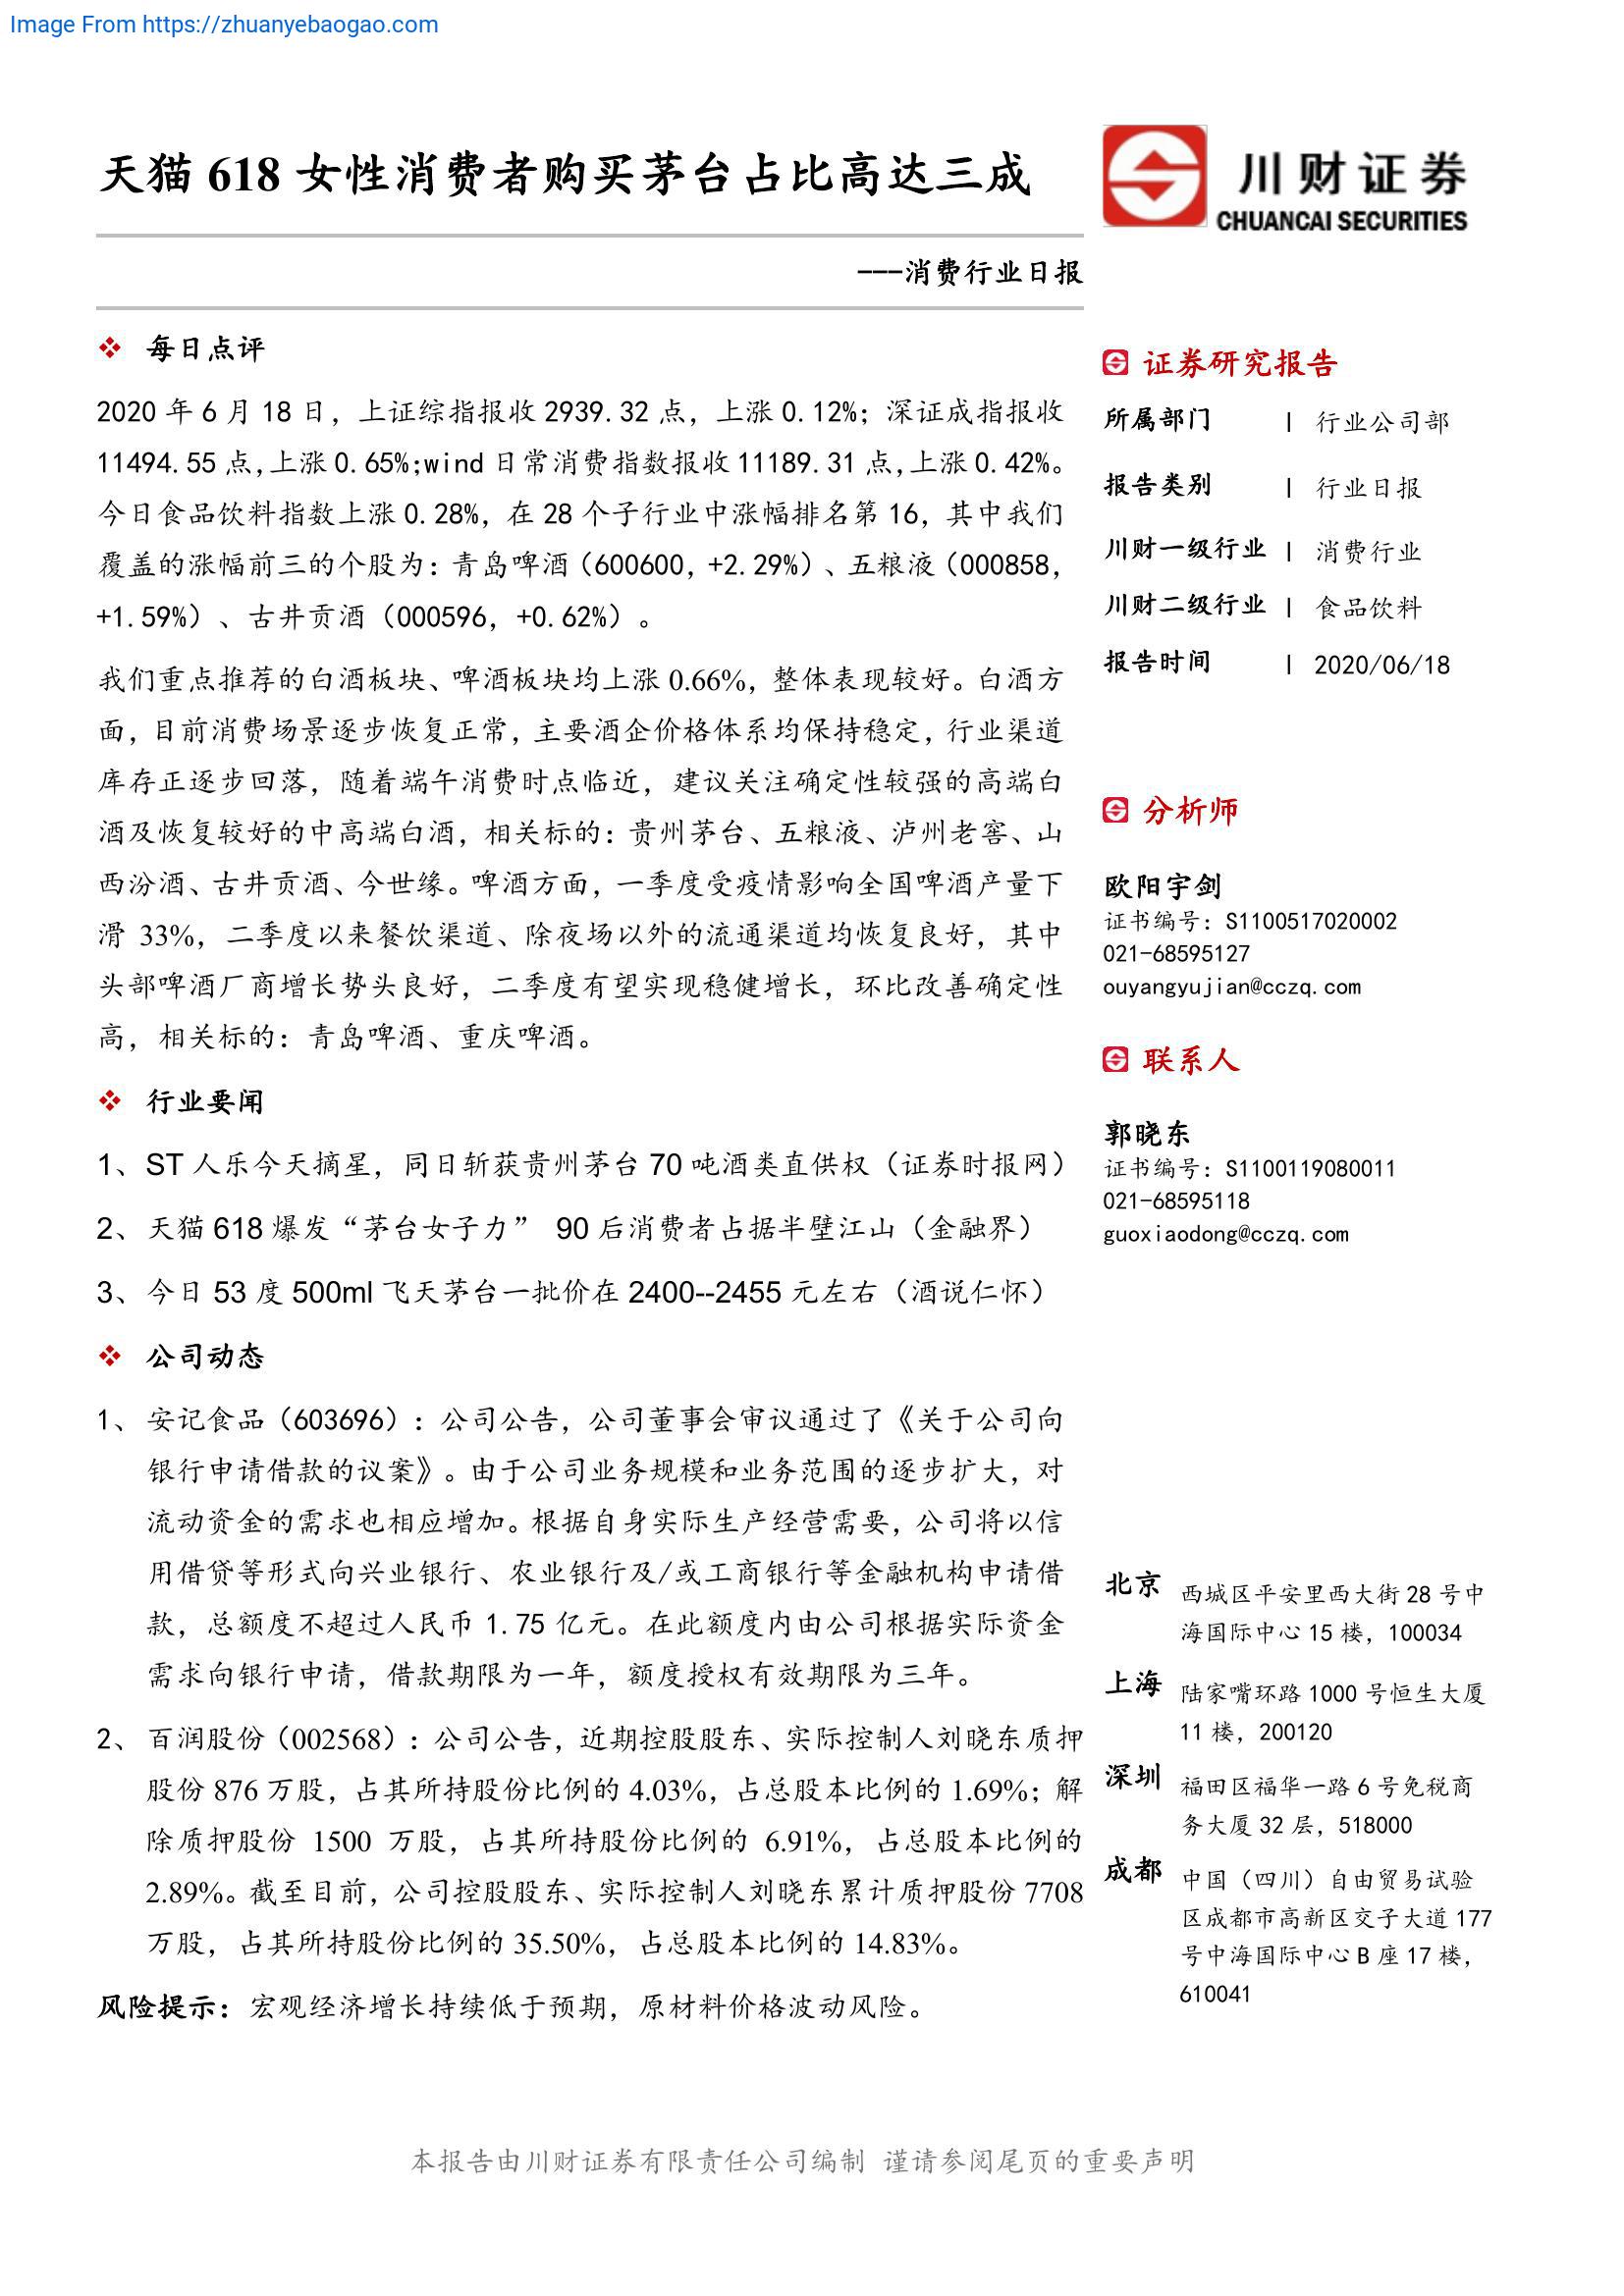 Image From https://zhuanyebaogao.com
天猫 618 女性消费者购买茅台占比高达三成
川财证券
CHUANCAI SECURITIES
---消费行业日报
❖ 每日点评
2020 年 6 月 18 日，上证综指报收 2939.32 点，上涨 0.12%；深证成指报收
11494.55 点，上涨 0.65%;wind 日常消费指数报收 11189.31 点，上涨 0.42%。
今日食品饮料指数上涨 0.28%，在 28 个子行业中涨幅排名第 16，其中我们
覆盖的涨幅前三的个股为：青岛啤酒（600600，+2.29%）、五粮液（000858，
+1.59%）、古井贡酒（000596，+0.62%）。
我们重点推荐的白酒板块、啤酒板块均上涨 0.66%，整体表现较好。白酒方
面，目前消费场景逐步恢复正常，主要酒企价格体系均保持稳定，行业渠道
库存正逐步回落，随着端午消费时点临近，建议关注确定性较强的高端白
酒及恢复较好的中高端白酒，相关标的：贵州茅台、五粮液、泸州老窖、山
西汾酒、古井贡酒、今世缘。啤酒方面，一季度受疫情影响全国啤酒产量下
滑 33%，二季度以来餐饮渠道、除夜场以外的流通渠道均恢复良好，其中
头部啤酒厂商增长势头良好，二季度有望实现稳健增长，环比改善确定性
高，相关标的：青岛啤酒、重庆啤酒。
❖ 行业要闻
1、ST 人乐今天摘星，同日斩获贵州茅台 70 吨酒类直供权（证券时报网）
2、天猫 618 爆发“茅台女子力” 90 后消费者占据半壁江山（金融界）
3、今日 53 度 500ml 飞天茅台一批价在 2400--2455 元左右（酒说仁怀）
❖ 公司动态
1、安记食品（603696）：公司公告，公司董事会审议通过了《关于公司向
银行申请借款的议案》。由于公司业务规模和业务范围的逐步扩大，对
流动资金的需求也相应增加。根据自身实际生产经营需要，公司将以信
用借贷等形式向兴业银行、农业银行及/或工商银行等金融机构申请借
款，总额度不超过人民币 1.75 亿元。在此额度内由公司根据实际资金
需求向银行申请，借款期限为一年，额度授权有效期限为三年。
2、百润股份（002568）：公司公告，近期控股股东、实际控制人刘晓东质押
股份 876 万股，占其所持股份比例的 4.03%，占总股本比例的 1.69%；解
除质押股份 1500 万股，占其所持股份比例的 6.91%，占总股本比例的
2.89%。截至目前，公司控股股东、实际控制人刘晓东累计质押股份 7708
万股，占其所持股份比例的 35.50%，占总股本比例的 14.83%。
风险提示：宏观经济增长持续低于预期，原材料价格波动风险。
证券研究报告
所属部门 | 行业公司部
报告类别 | 行业日报
川财一级行业 | 消费行业
川财二级行业 | 食品饮料
报告时间 | 2020/06/18
分析师
欧阳宇剑
证书编号：S1100517020002
021-68595127
ouyangyujian@cczq.com
联系人
郭晓东
证书编号：S1100119080011
021-68595118
guoxiaodong@cczq.com
北京 西城区平安里西大街 28 号中
海国际中心 15 楼，100034
上海 陆家嘴环路 1000 号恒生大厦
11 楼，200120
深圳 福田区福华一路 6 号免税商
务大厦 32 层，518000
成都 中国（四川）自由贸易试验
区成都市高新区交子大道 177
号中海国际中心 B 座 17 楼，
610041
本报告由川财证券有限责任公司编制 谨请参阅尾页的重要声明